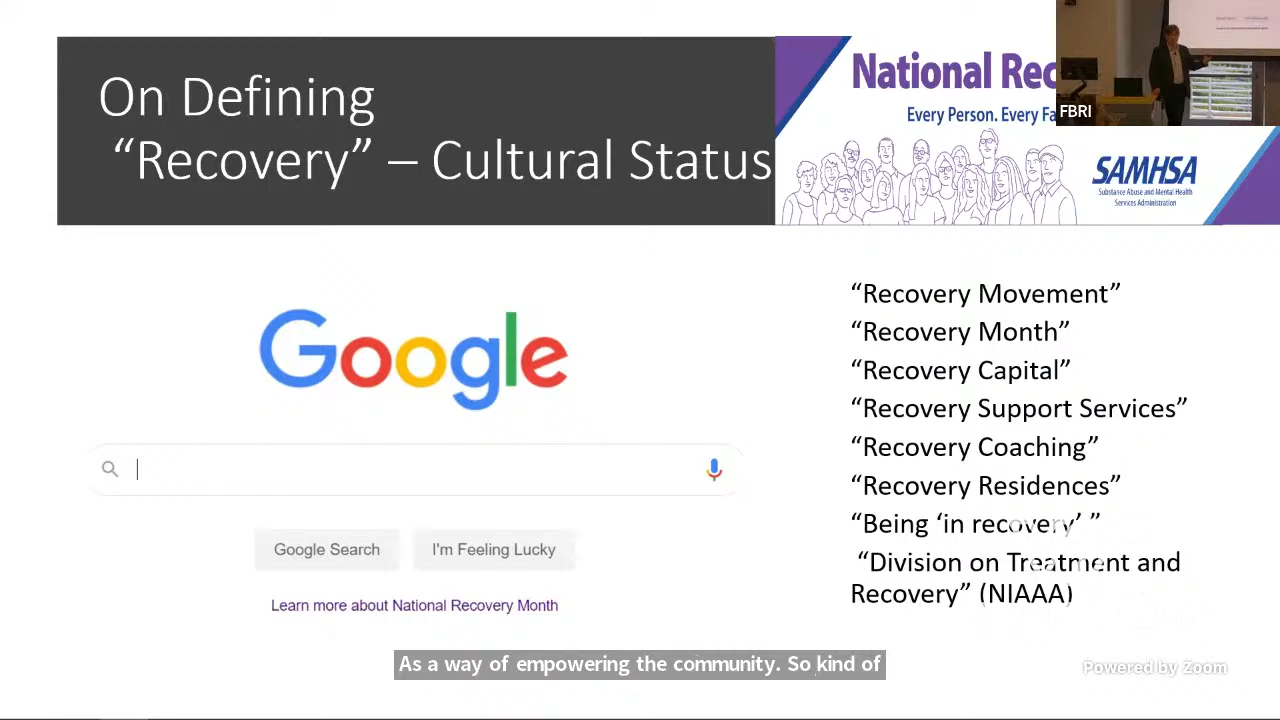 On Defining
“Recovery” – Cultural Status
National Rec
Every Person. Every Fa
FBRI
SAMHSA
Substance Abuse and Mental Health
Services Administration
Google
Google Search
I'm Feeling Lucky
Learn more about National Recovery Month
“Recovery Movement”
“Recovery Month”
“Recovery Capital”
“Recovery Support Services”
“Recovery Coaching”
“Recovery Residences”
“Being ‘in recovery’ ”
“Division on Treatment and
Recovery” (NIAAA)
As a way of empowering the community. So kind of
Powered by Zoom